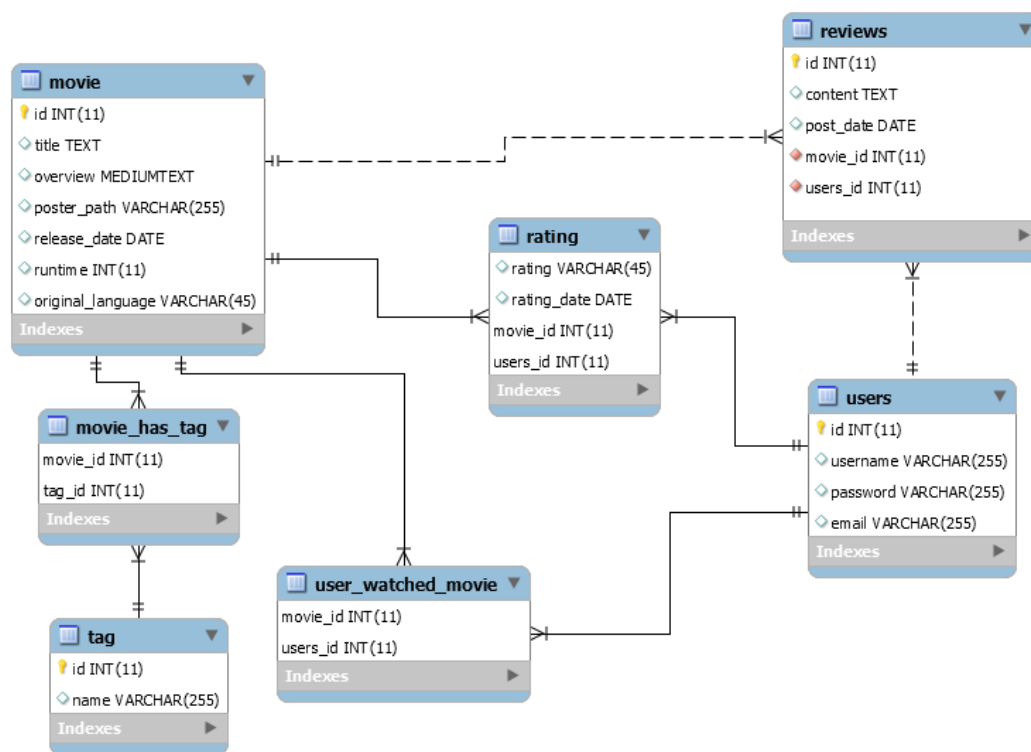 movie
id INT(11)
title TEXT
overview MEDIUMTEXT
poster_path VARCHAR(255)
release_date DATE
runtime INT(11)
original_language VARCHAR(45)
Indexes
reviews
id INT(11)
content TEXT
post_date DATE
movie_id INT(11)
users_id INT(11)
Indexes
rating
rating VARCHAR(45)
rating_date DATE
movie_id INT(11)
users_id INT(11)
Indexes
users
id INT(11)
username VARCHAR(255)
password VARCHAR(255)
email VARCHAR(255)
Indexes
movie_has_tag
movie_id INT(11)
tag_id INT(11)
Indexes
user_watched_movie
movie_id INT(11)
users_id INT(11)
Indexes
tag
id INT(11)
name VARCHAR(255)
Indexes